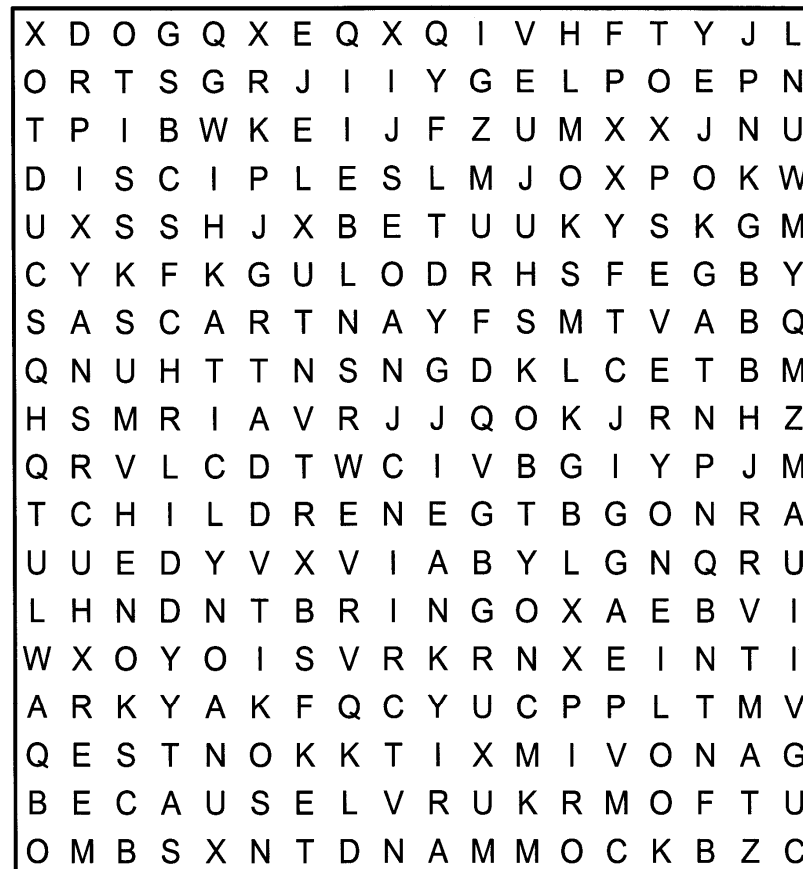 X D O G Q X E Q X Q I V H F T Y J L
O R T S G R J I I Y G E L P O E P N
T P I B W K E I J F Z U M X X J N U
D I S C I P L E S L M J O X P O K W
U X S S H J X B E T U U K Y S K G M
C Y K F K G U L O D R H S F E G B Y
S A S C A R T N A Y F S M T V A B Q
Q N U H T T N S N G D K L C E T B M
H S M R I A V R J J Q O K J R N H Z
Q R V L C D T W C I V B G I Y P J M
T C H I L D R E N E G T B G O N R A
U U E D Y V X V I A B Y L G N Q R U
L H N D N T B R I N G O X A E B V I
W X O Y O I S V R K R N X E I N T I
A R K Y A K F Q C Y U C P P L T M V
Q E S T N O K K T I X M I V O N A G
B E C A U S E L V R U K R M O F T U
O M B S X N T D N A M M O C K B Z C